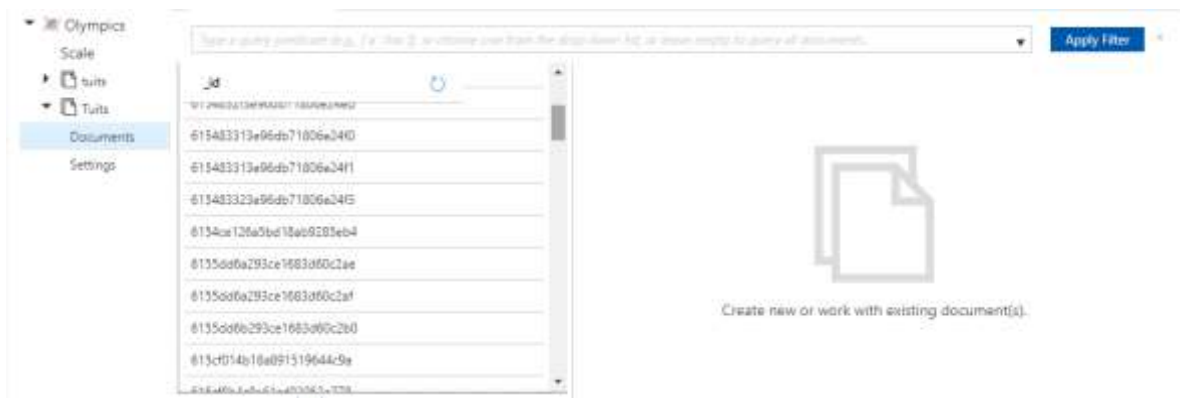 Olympics
Scale
tuits
Tuits
Documents
Settings
Apply Filter
_id
615483313e96db71806e24f0
615483313e96db71806e24f1
615483323e96db71806e24f5
6154ce126a5bd18ab9285eb4
6155dd6a293ce1683d60c2ae
6155dd6a293ce1683d60c2af
6155dd6b293ce1683d60c2b0
615cf014b18a891519644c9a
Create new or work with existing document(s).